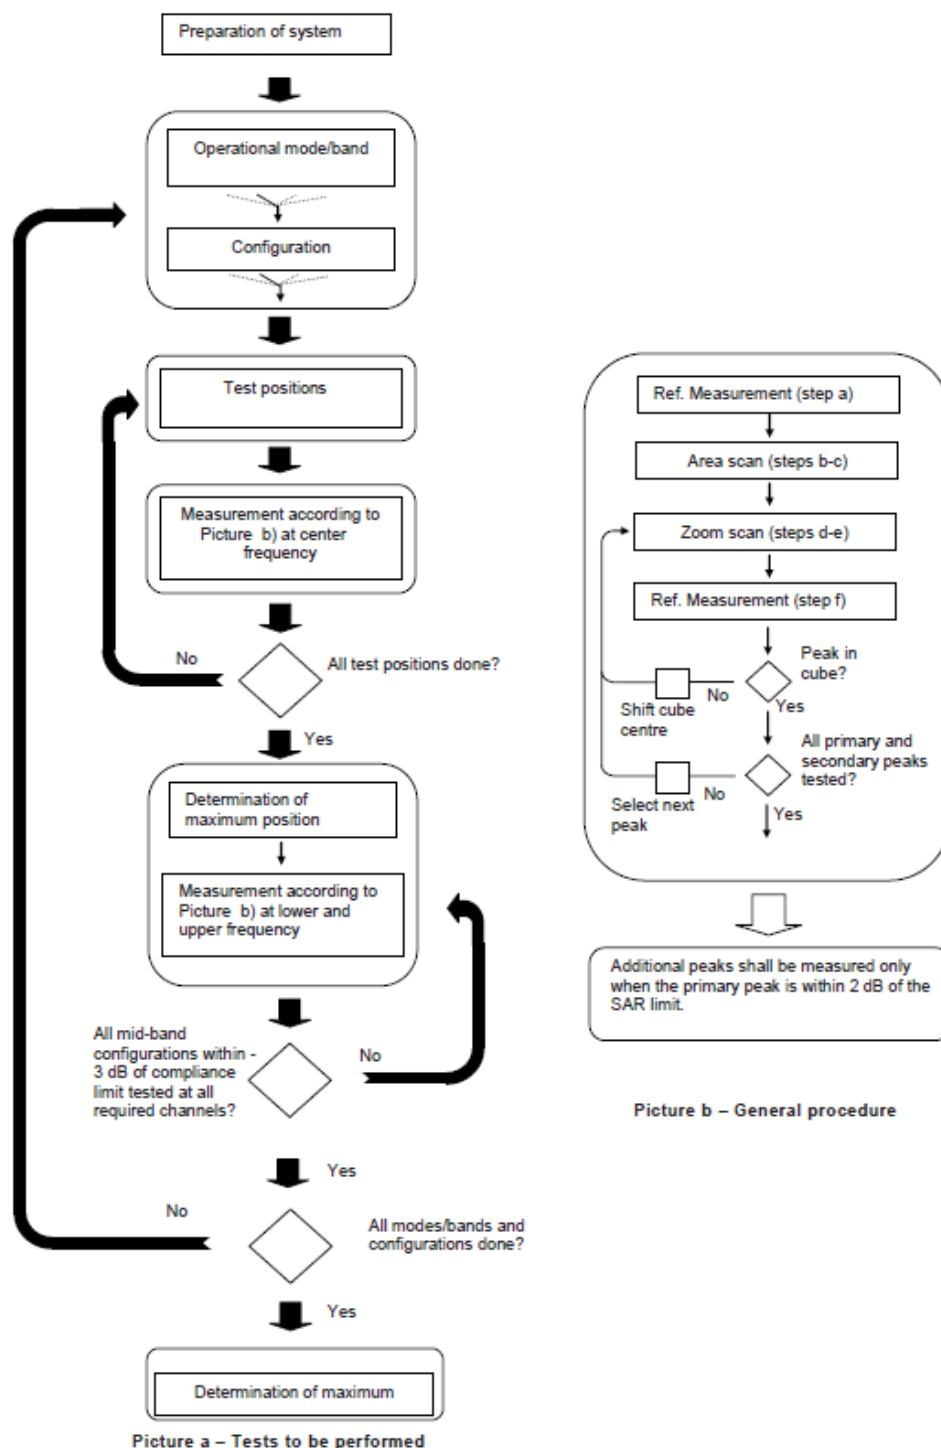 Preparation of system
Operational mode/band
Configuration
Test positions
Measurement according to
Picture b) at center
frequency
No
All test positions done?
Yes
Determination of
maximum position
Measurement according to
Picture b) at lower and
upper frequency
All mid-band
configurations within -
3 dB of compliance
limit tested at all
required channels?
No
Yes
No
All modes/bands and
configurations done?
Yes
Determination of maximum
Picture a – Tests to be performed
Ref. Measurement (step a)
Area scan (steps b-c)
Zoom scan (steps d-e)
Ref. Measurement (step f)
Peak in
cube?
No
Shift cube
centre
Yes
All primary and
secondary peaks
tested?
No
Select next
peak
Yes
Additional peaks shall be measured only
when the primary peak is within 2 dB of the
SAR limit.
Picture b – General procedure